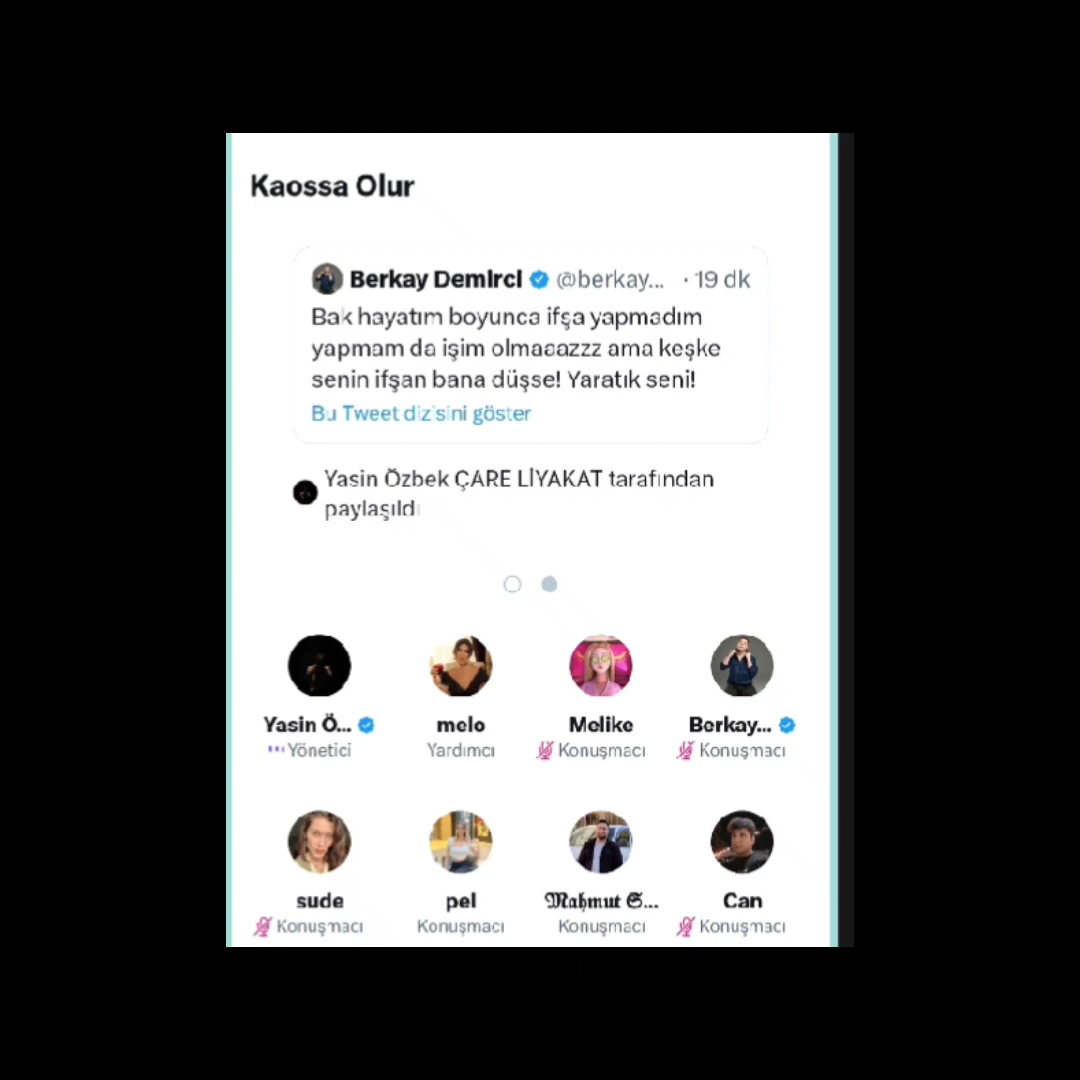 Kaossa Olur
Berkay Demirci @berkay... · 19 dk
Bak hayatım boyunca ifşa yapmadım
yapmam da işim olmaaazzz ama keşke
senin ifşan bana düşse! Yaratık seni!
Bu Tweet dizisini göster
Yasin Özbek ÇARE LİYAKAT tarafından
paylaşıldı
Yasin Ö... melo Melike Berkay...
Yönetici Yardımcı Konuşmacı Konuşmacı
sude pel 𝕸𝖆𝖍𝖒𝖚𝖙 𝕾... Can
Konuşmacı Konuşmacı Konuşmacı Konuşmacı